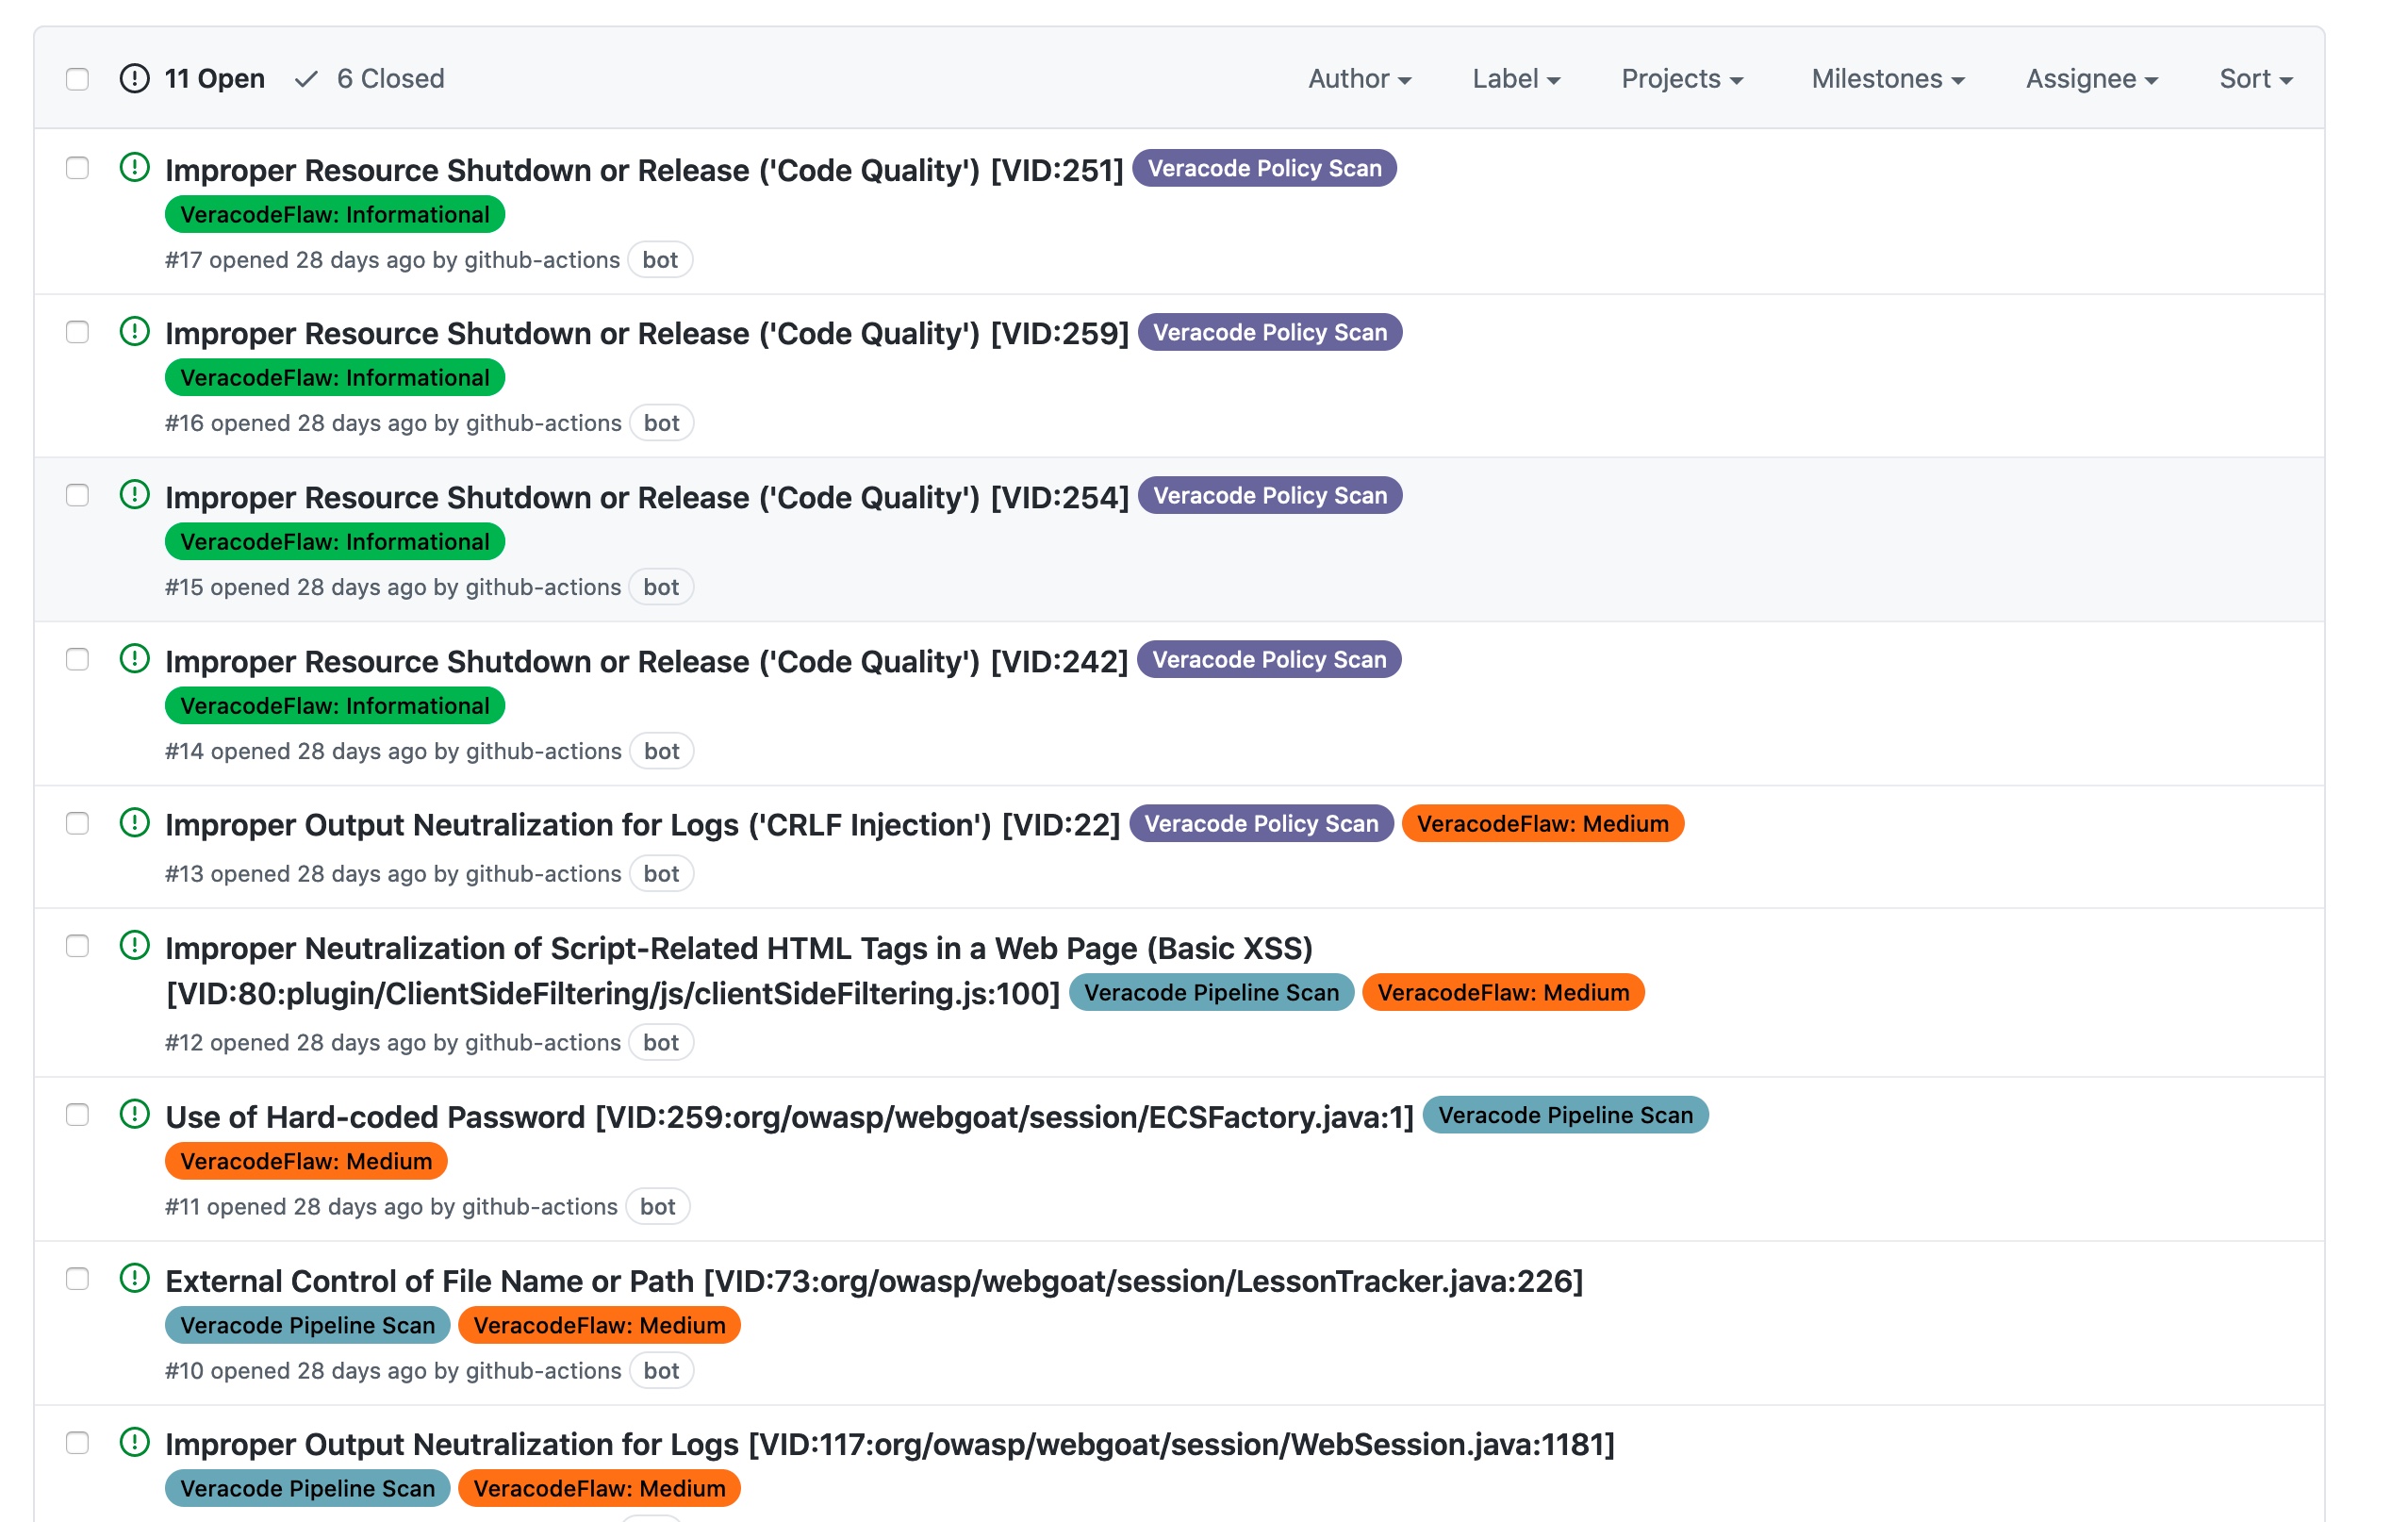 11 Open 6 Closed Author Label Projects Milestones Assignee Sort
Improper Resource Shutdown or Release ('Code Quality') [VID:251] Veracode Policy Scan
VeracodeFlaw: Informational
#17 opened 28 days ago by github-actions bot
Improper Resource Shutdown or Release ('Code Quality') [VID:259] Veracode Policy Scan
VeracodeFlaw: Informational
#16 opened 28 days ago by github-actions bot
Improper Resource Shutdown or Release ('Code Quality') [VID:254] Veracode Policy Scan
VeracodeFlaw: Informational
#15 opened 28 days ago by github-actions bot
Improper Resource Shutdown or Release ('Code Quality') [VID:242] Veracode Policy Scan
VeracodeFlaw: Informational
#14 opened 28 days ago by github-actions bot
Improper Output Neutralization for Logs ('CRLF Injection') [VID:22] Veracode Policy Scan VeracodeFlaw: Medium
#13 opened 28 days ago by github-actions bot
Improper Neutralization of Script-Related HTML Tags in a Web Page (Basic XSS)
[VID:80:plugin/ClientSideFiltering/js/clientSideFiltering.js:100] Veracode Pipeline Scan VeracodeFlaw: Medium
#12 opened 28 days ago by github-actions bot
Use of Hard-coded Password [VID:259:org/owasp/webgoat/session/ECSFactory.java:1] Veracode Pipeline Scan
VeracodeFlaw: Medium
#11 opened 28 days ago by github-actions bot
External Control of File Name or Path [VID:73:org/owasp/webgoat/session/LessonTracker.java:226]
Veracode Pipeline Scan VeracodeFlaw: Medium
#10 opened 28 days ago by github-actions bot
Improper Output Neutralization for Logs [VID:117:org/owasp/webgoat/session/WebSession.java:1181]
Veracode Pipeline Scan VeracodeFlaw: Medium